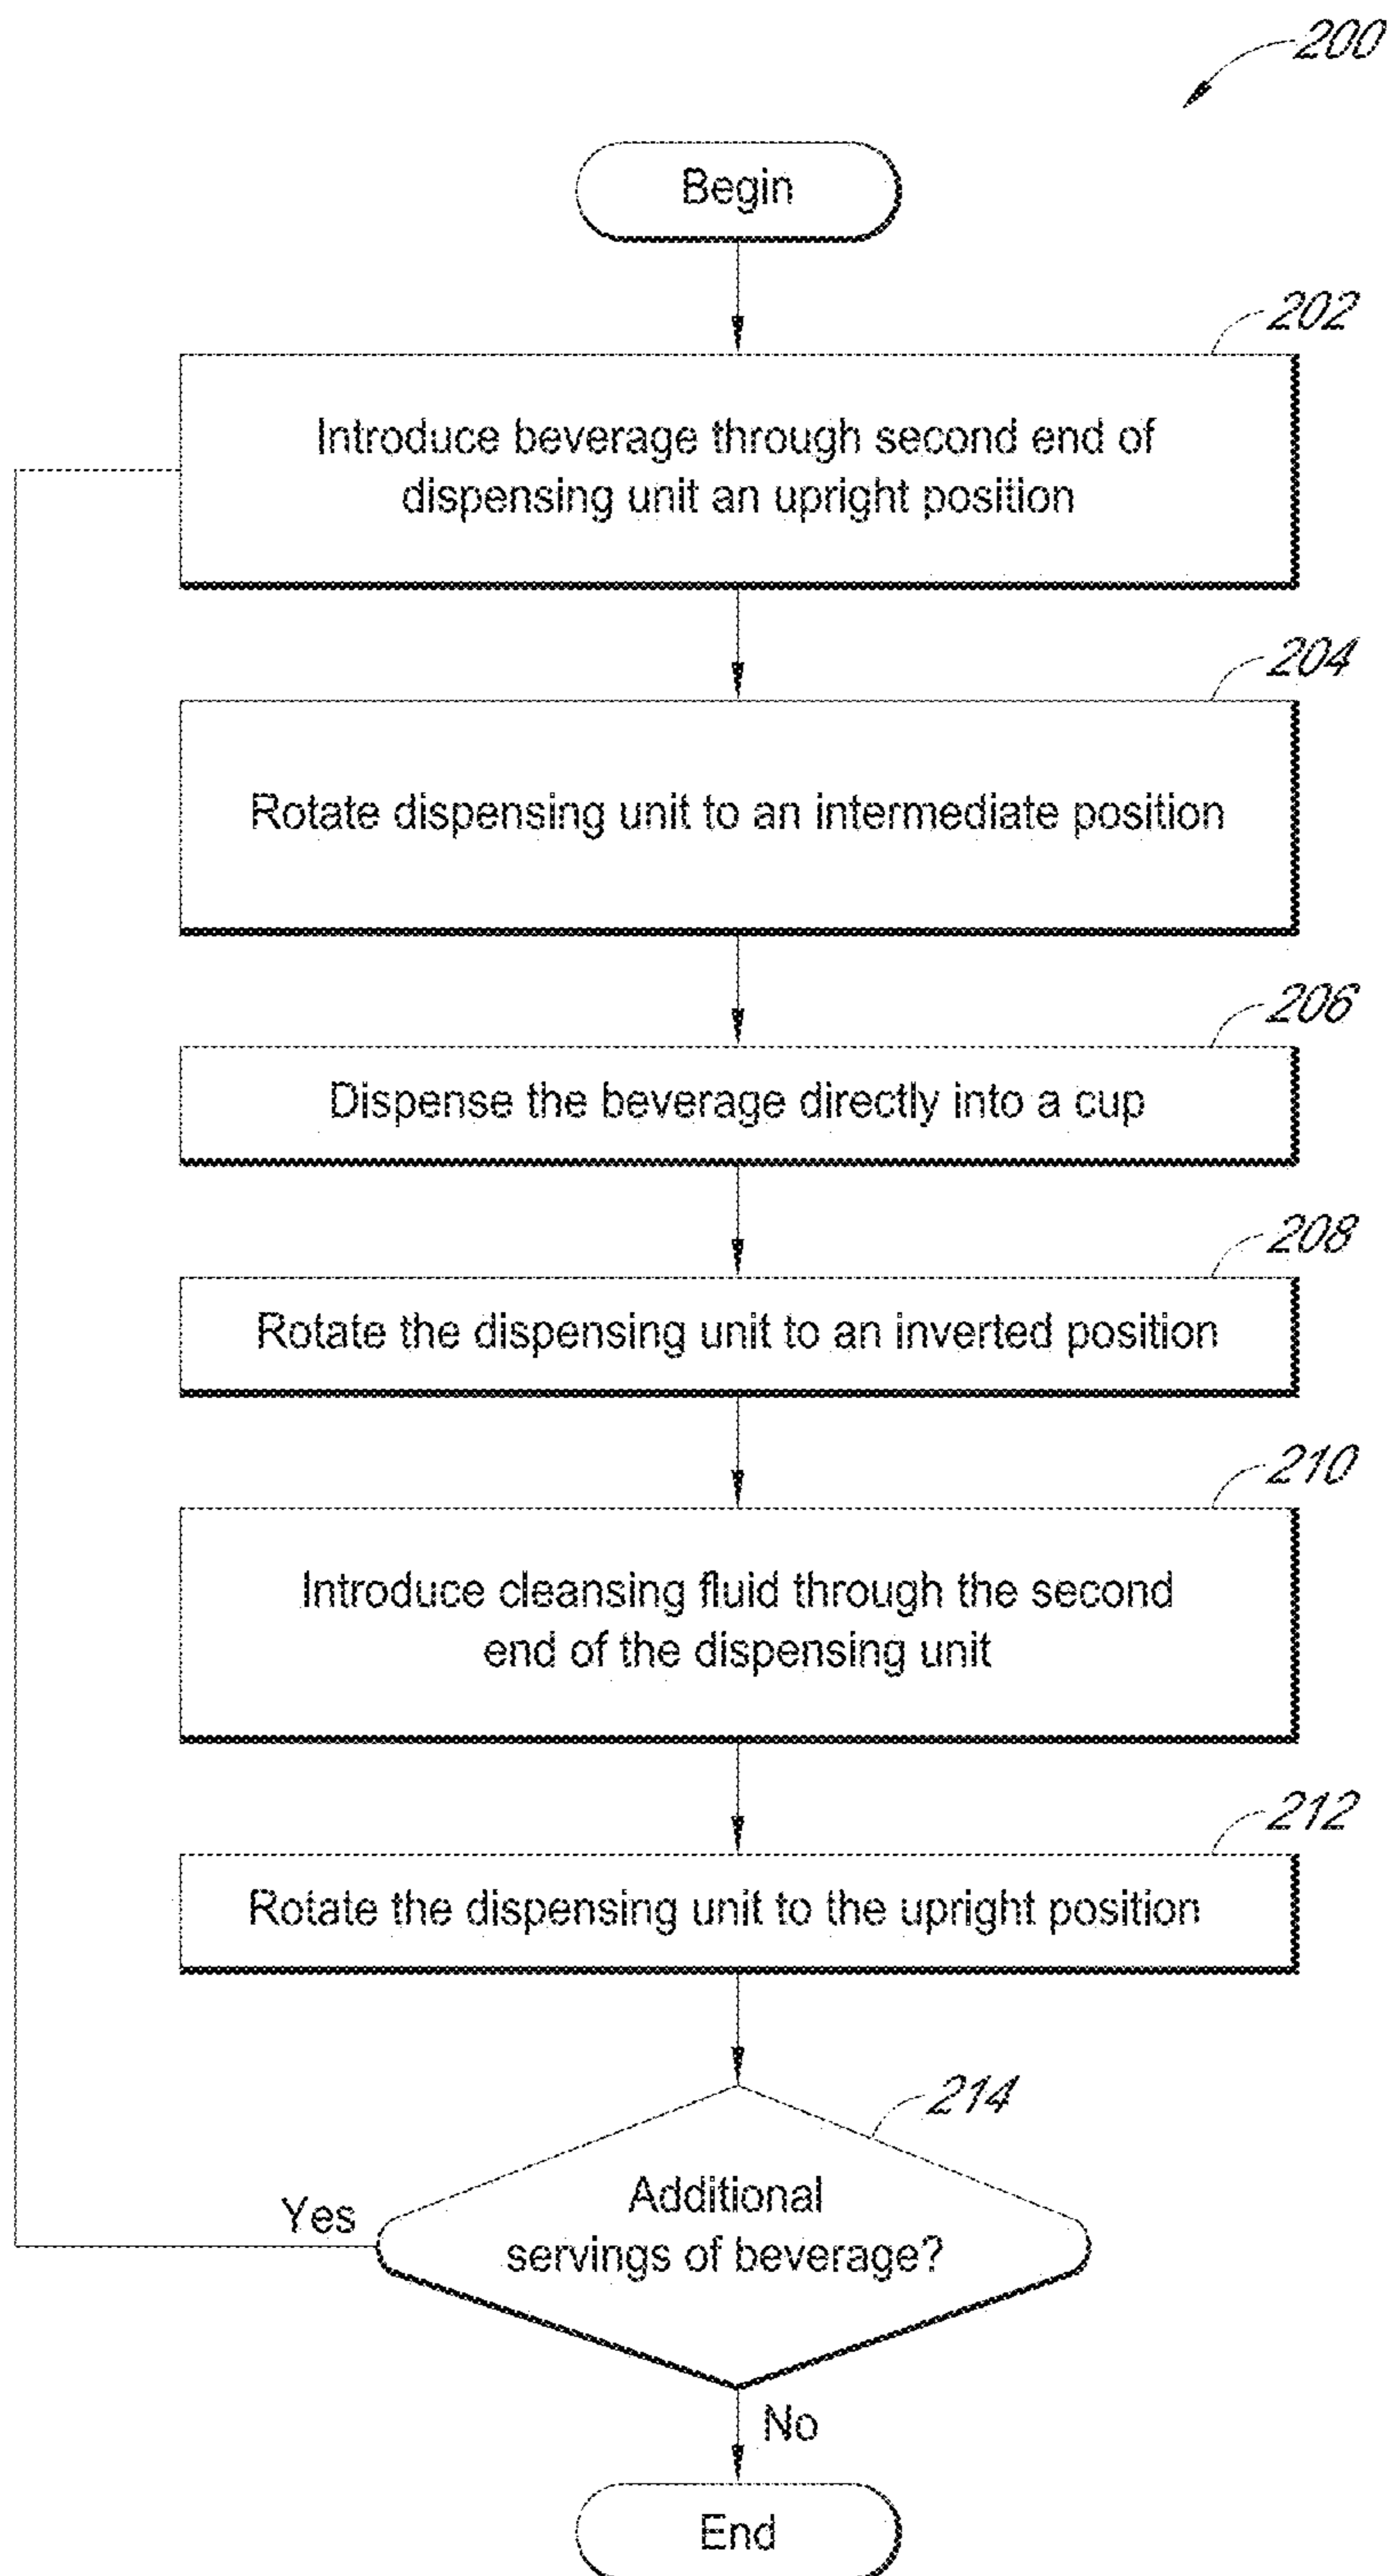 200
Begin
202
Introduce beverage through second end of
dispensing unit an upright position
204
Rotate dispensing unit to an intermediate position
206
Dispense the beverage directly into a cup
208
Rotate the dispensing unit to an inverted position
210
Introduce cleansing fluid through the second
end of the dispensing unit
212
Rotate the dispensing unit to the upright position
214
Additional
servings of beverage?
Yes
No
End